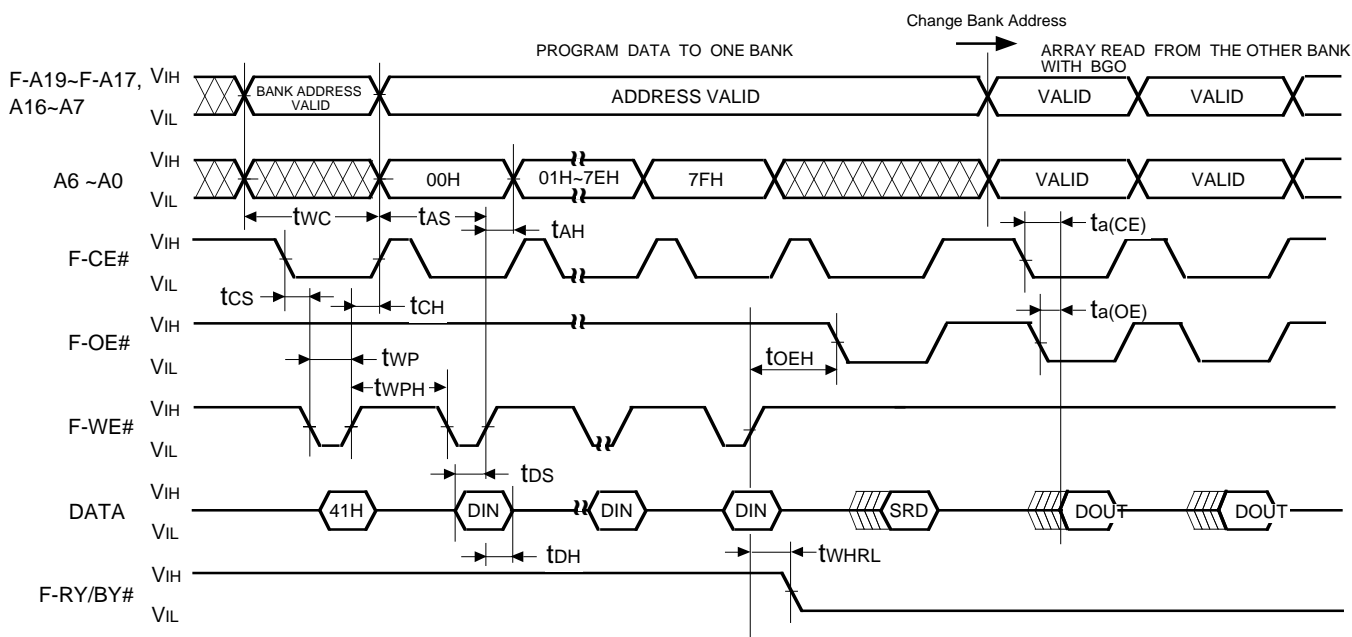 Change Bank Address
PROGRAM DATA TO ONE BANK
ARRAY READ FROM THE OTHER BANK
WITH BGO
F-A19~F-A17,
A16~A7
VIH
VIL
BANK ADDRESS
VALID
ADDRESS VALID
VALID
VALID
A6 ~A0
VIH
VIL
00H
01H~7EH
7FH
VALID
VALID
tWC
tAS
tAH
ta(CE)
F-CE#
VIH
VIL
tCS
tCH
ta(OE)
F-OE#
VIH
VIL
tWP
tWPH
tOEH
F-WE#
VIH
VIL
tDS
DATA
VIH
VIL
41H
DIN
DIN
DIN
SRD
DOUT
DOUT
tDH
tWHRL
F-RY/BY#
VIH
VIL